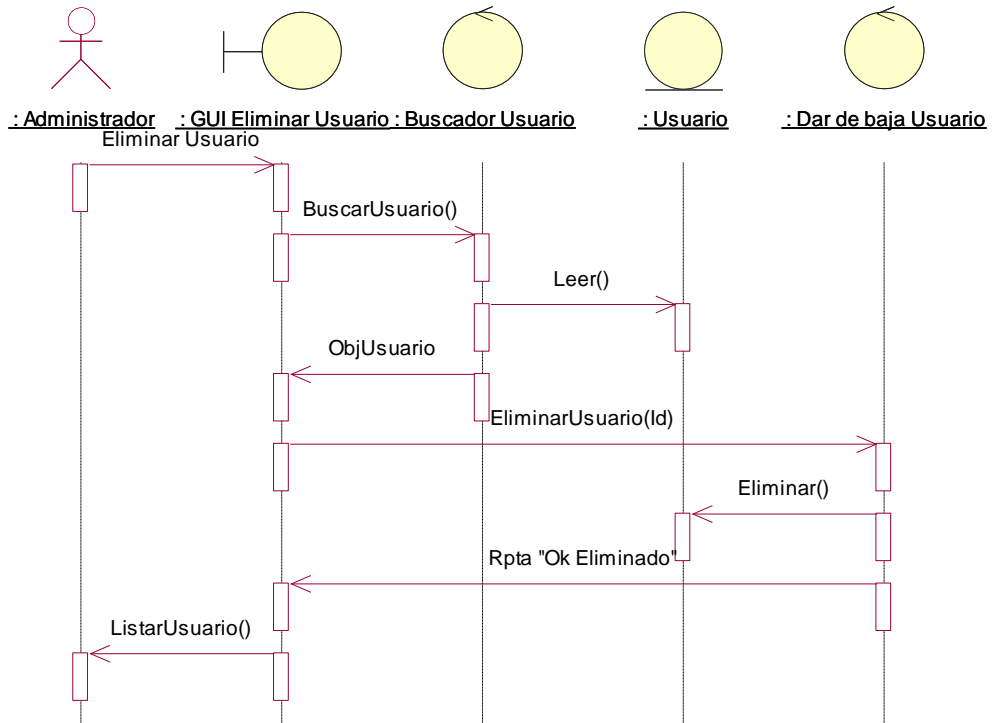 : Administrador : GUI Eliminar Usuario : Buscador Usuario : Usuario : Dar de baja Usuario
Eliminar Usuario
BuscarUsuario()
Leer()
ObjUsuario
EliminarUsuario(Id)
Eliminar()
Rpta "Ok Eliminado"
ListarUsuario()